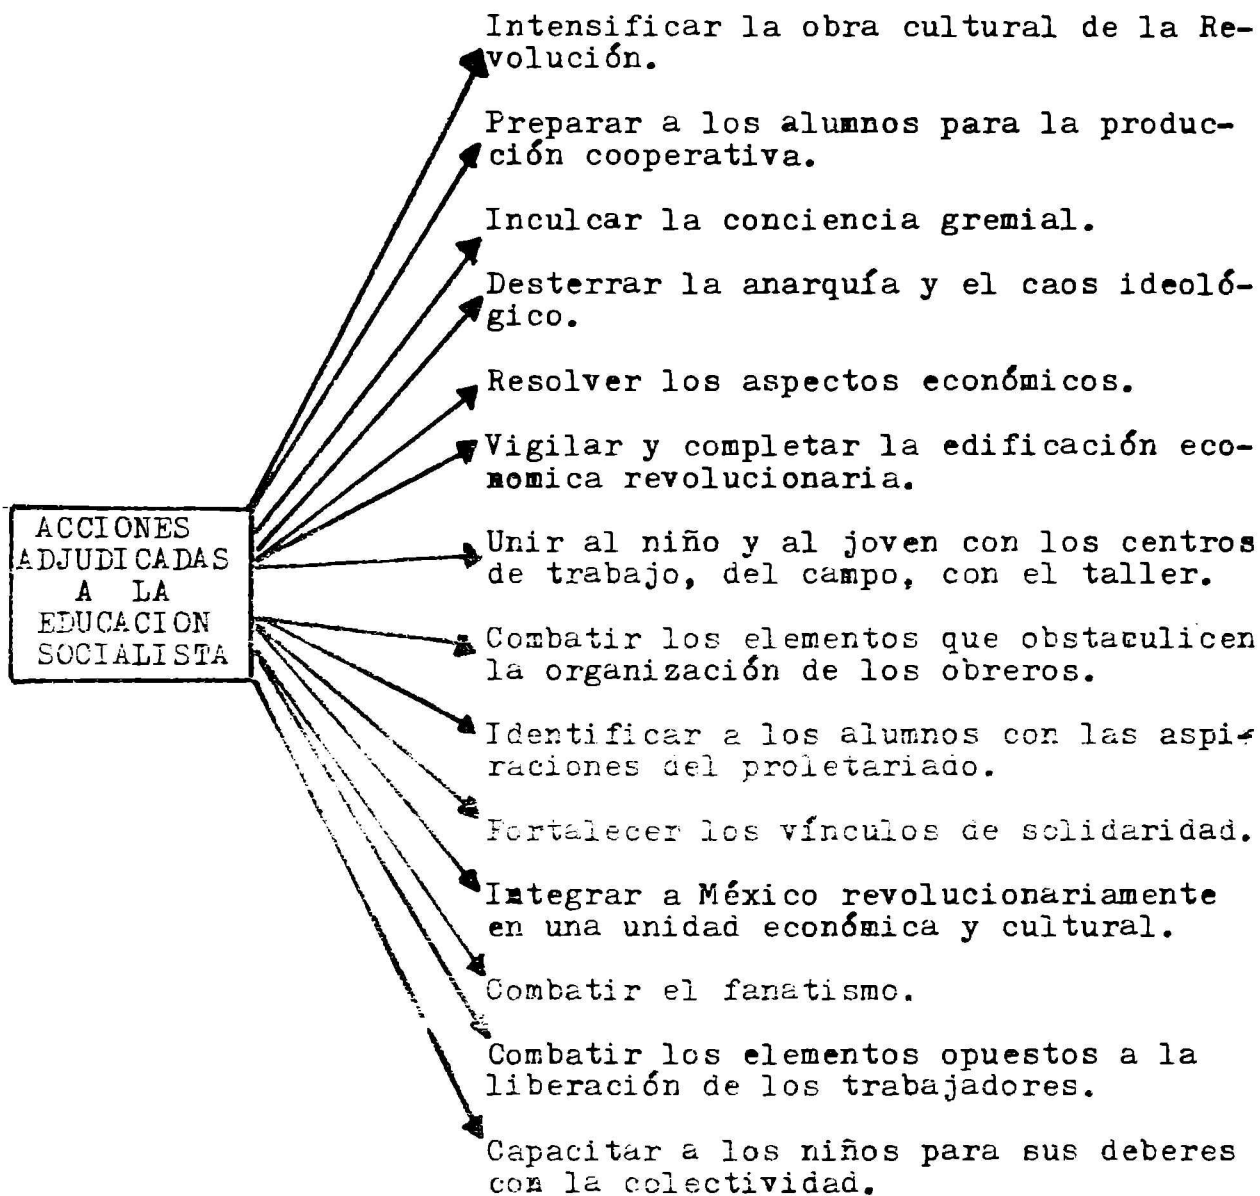 Intensificar la obra cultural de la Re-
volución.
Preparar a los alumnos para la produc-
ción cooperativa.
Inculcar la conciencia gremial.
Desterrar la anarquía y el caos ideoló-
gico.
Resolver los aspectos económicos.
Vigilar y completar la edificación eco-
nomica revolucionaria.
ACCIONES
ADJUDICADAS
A LA
EDUCACION
SOCIALISTA
Unir al niño y al joven con los centros
de trabajo, del campo, con el taller.
Combatir los elementos que obstaculicen
la organización de los obreros.
Identificar a los alumnos con las aspi-
raciones del proletariado.
Fortalecer los vínculos de solidaridad.
Integrar a México revolucionariamente
en una unidad económica y cultural.
Combatir el fanatismo.
Combatir los elementos opuestos a la
liberación de los trabajadores.
Capacitar a los niños para sus deberes
con la colectividad.